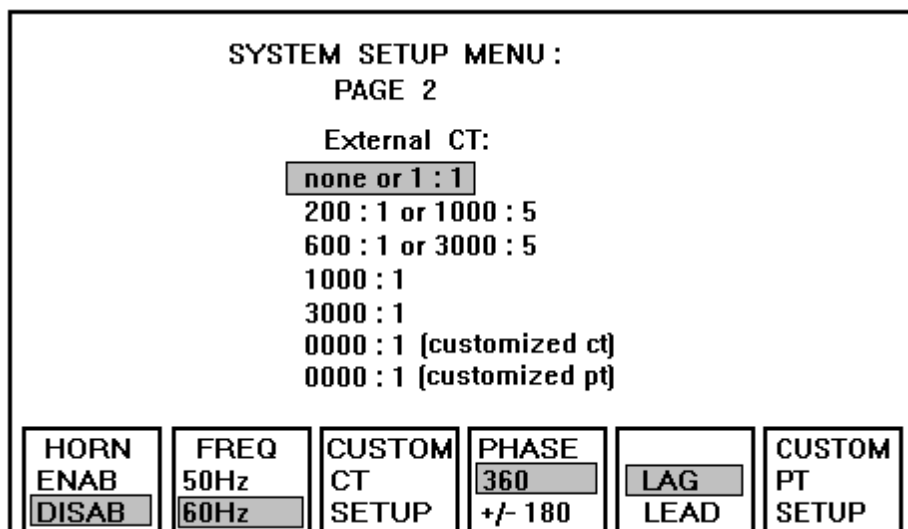 SYSTEM SETUP MENU :
PAGE 2
External CT:
none or 1 : 1
200 : 1 or 1000 : 5
600 : 1 or 3000 : 5
1000 : 1
3000 : 1
0000 : 1 (customized ct)
0000 : 1 (customized pt)
HORN
ENAB
DISAB
FREQ
50Hz
60Hz
CUSTOM
CT
SETUP
PHASE
360
+/- 180
LAG
LEAD
CUSTOM
PT
SETUP